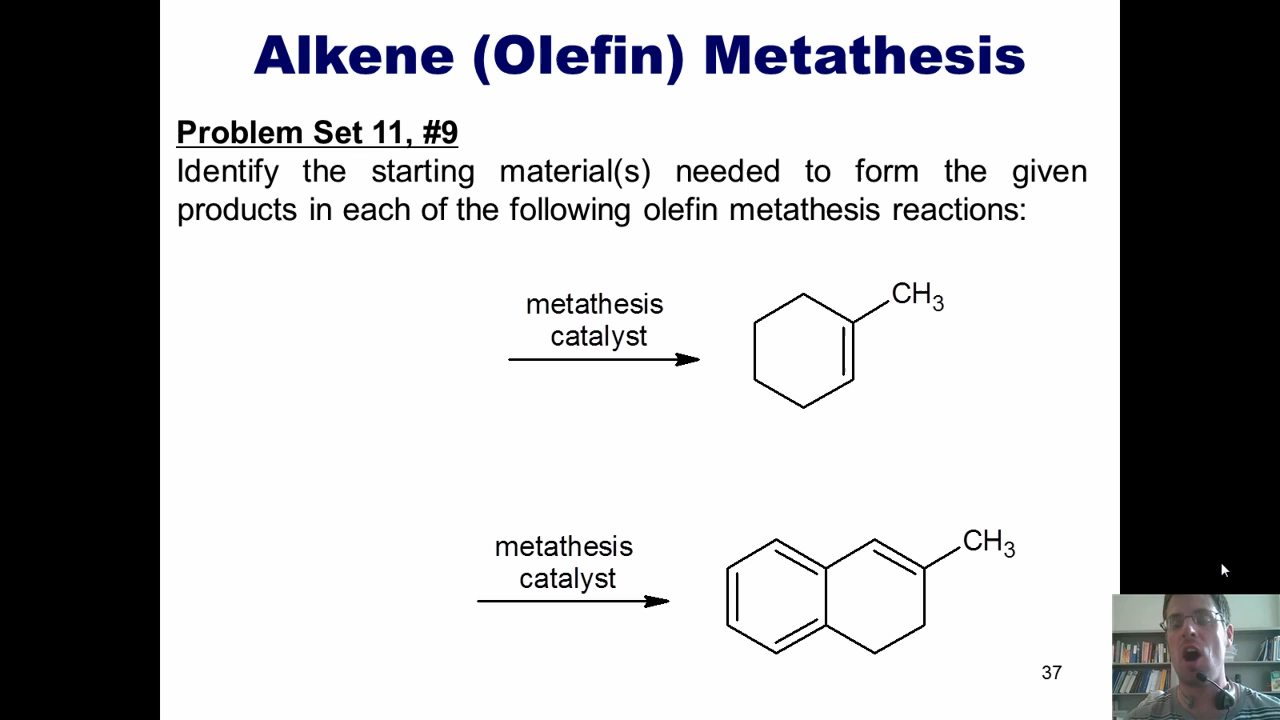 Alkene (Olefin) Metathesis
Problem Set 11, #9
Identify the starting material(s) needed to form the given
products in each of the following olefin metathesis reactions:
metathesis
catalyst
CH3
metathesis
catalyst
CH3
37